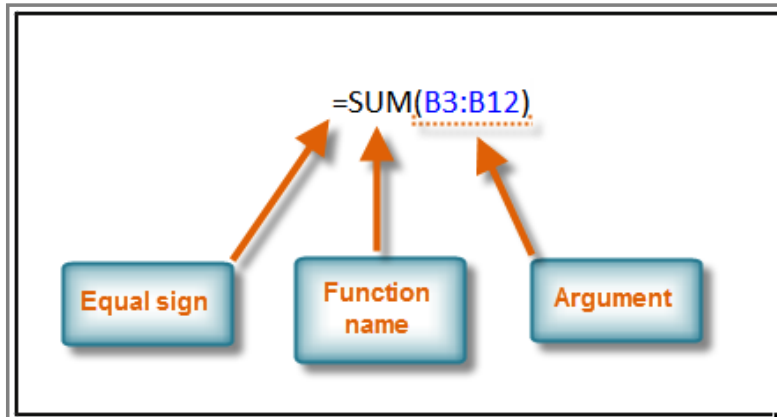 =SUM(B3:B12)
Equal sign
Function
name
Argument